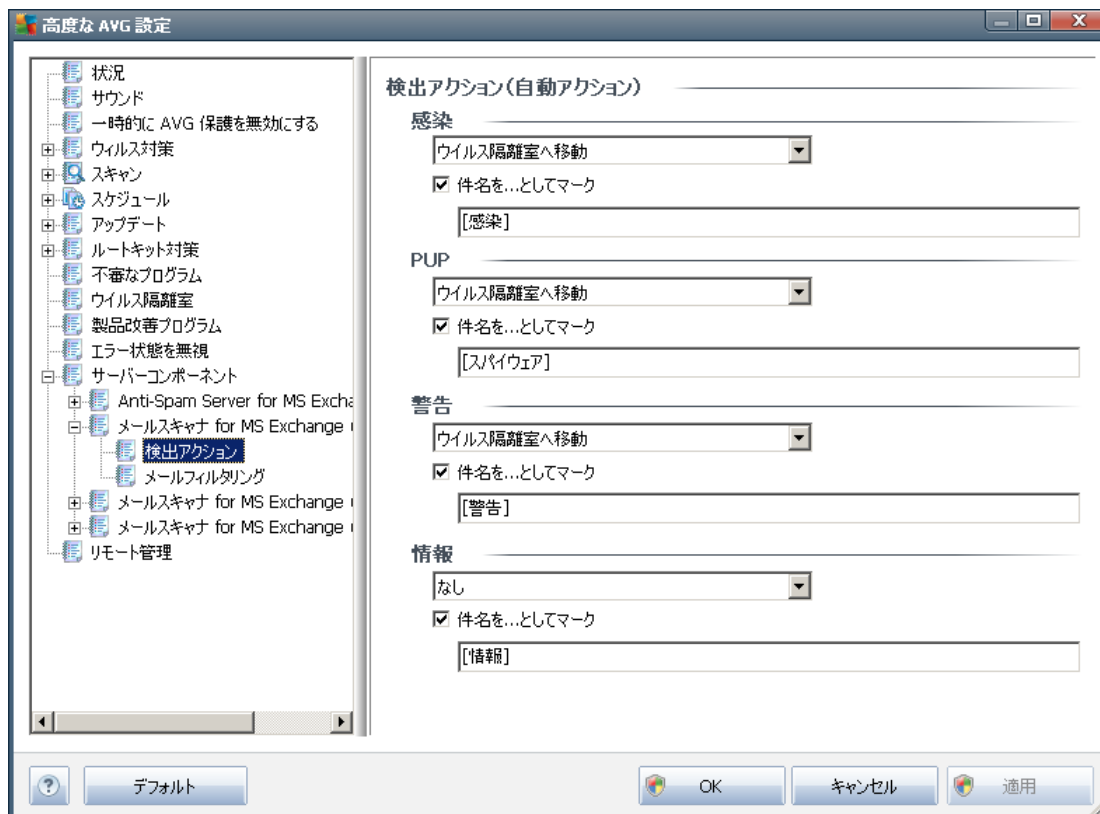 高度な AVG 設定
状況
サウンド
一時的に AVG 保護を無効にする
ウィルス対策
スキャン
スケジュール
アップデート
ルートキット対策
不審なプログラム
ウイルス隔離室
製品改善プログラム
エラー状態を無視
サーバーコンポーネント
Anti-Spam Server for MS Excha
メールスキャナ for MS Exchange
検出アクション
メールフィルタリング
メールスキャナ for MS Exchange
メールスキャナ for MS Exchange
リモート管理
検出アクション(自動アクション)
感染
ウイルス隔離室へ移動
件名を...としてマーク
[感染]
PUP
ウイルス隔離室へ移動
件名を...としてマーク
[スパイウェア]
警告
ウイルス隔離室へ移動
件名を...としてマーク
[警告]
情報
なし
件名を...としてマーク
[情報]
?
デフォルト
OK
キャンセル
適用